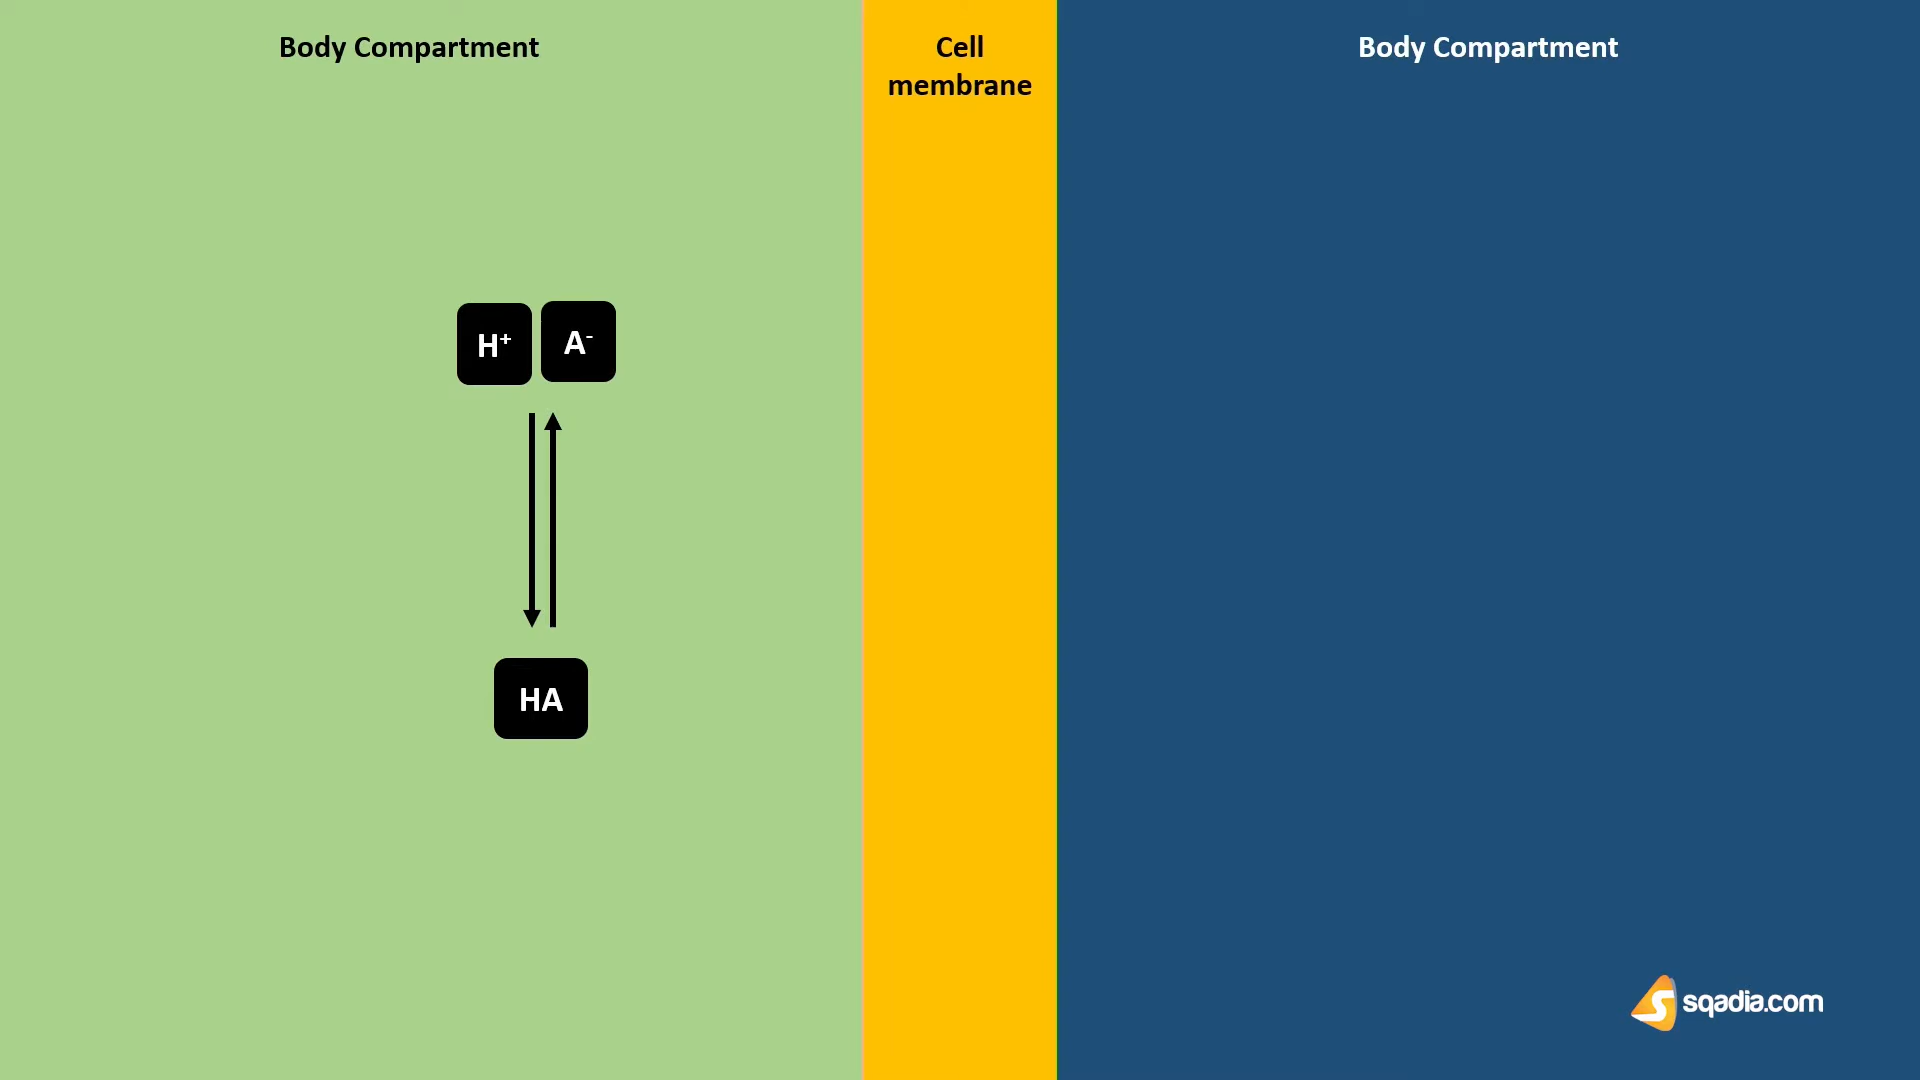 Body Compartment
Cell
membrane
Body Compartment
H⁺ A⁻
HA
sqadia.com